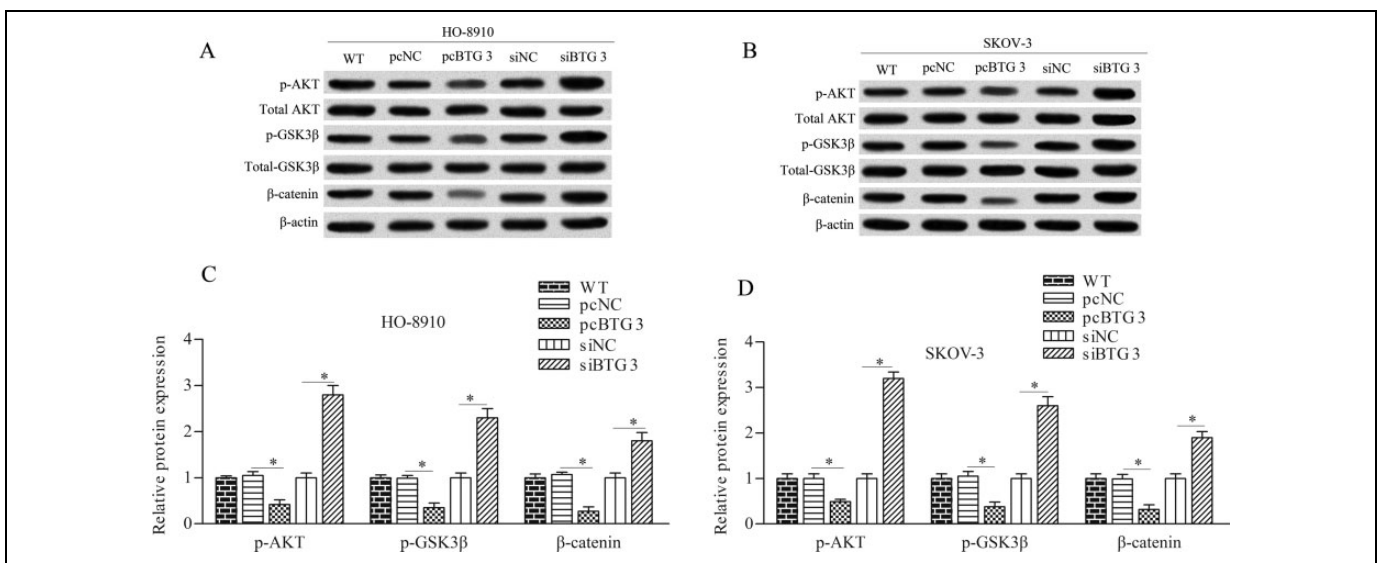 A
HO-8910
WT pcNC pcBTG 3 siNC siBTG 3
p-AKT
Total AKT
p-GSK3β
Total-GSK3β
β-catenin
β-actin
B
SKOV-3
WT pcNC pcBTG 3 siNC siBTG 3
p-AKT
Total AKT
p-GSK3β
Total-GSK3β
β-catenin
β-actin
C
WT
pcNC
pcBTG 3
siNC
siBTG 3
HO-8910
Relative protein expression
4
3
2
1
0
* * * * * *
p-AKT p-GSK3β β-catenin
D
WT
pcNC
pcBTG 3
siNC
siBTG 3
SKOV-3
Relative protein expression
4
3
2
1
0
* * * * * *
p-AKT p-GSK3β β-catenin